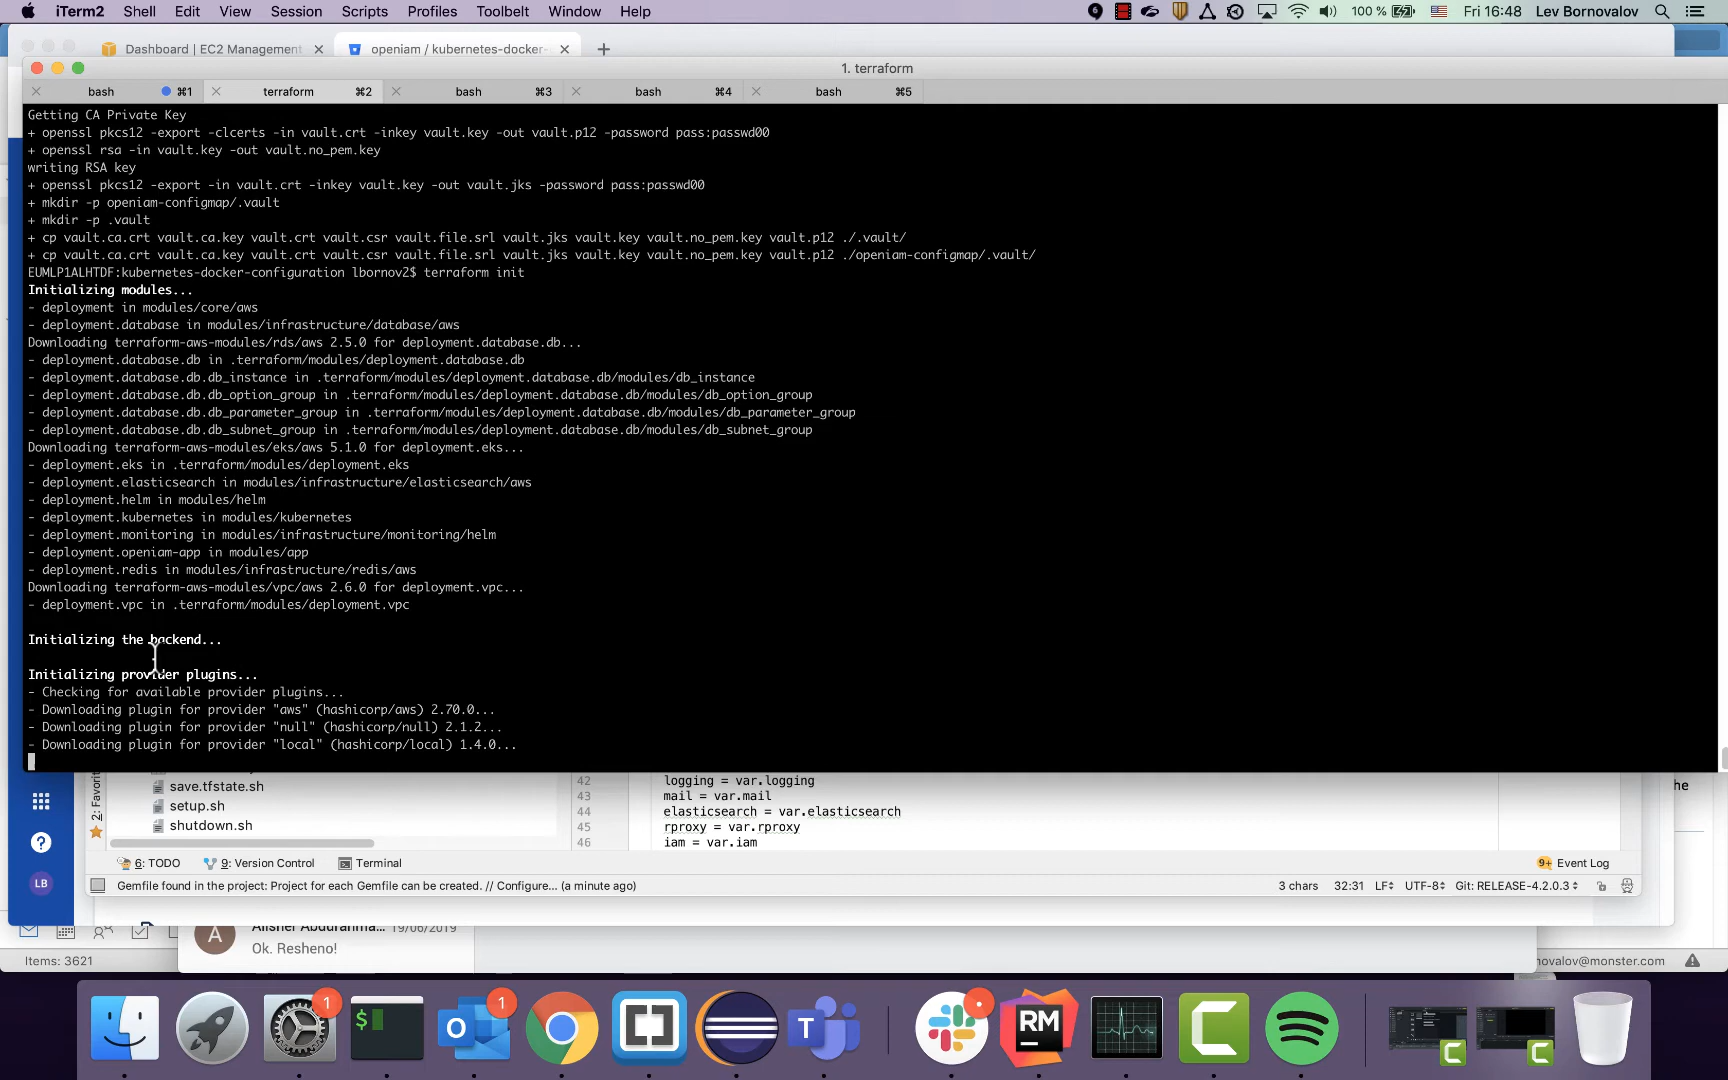 iTerm2 Shell Edit View Session Scripts Profiles Toolbelt Window Help 100 % Fri 16:48 Lev Bornovalov
Dashboard | EC2 Management openiam / kubernetes-docker-
1. terraform
bash ⌘1 terraform ⌘2 bash ⌘3 bash ⌘4 bash ⌘5
Getting CA Private Key
+ openssl pkcs12 -export -clcerts -in vault.crt -inkey vault.key -out vault.p12 -password pass:passwd00
+ openssl rsa -in vault.key -out vault.no_pem.key
writing RSA key
+ openssl pkcs12 -export -in vault.crt -inkey vault.key -out vault.jks -password pass:passwd00
+ mkdir -p openiam-configmap/.vault
+ mkdir -p .vault
+ cp vault.ca.crt vault.ca.key vault.crt vault.csr vault.file.srl vault.jks vault.key vault.no_pem.key vault.p12 ./.vault/
+ cp vault.ca.crt vault.ca.key vault.crt vault.csr vault.file.srl vault.jks vault.key vault.no_pem.key vault.p12 ./openiam-configmap/.vault/
EUMLP1ALHTDF:kubernetes-docker-configuration lbornov2$ terraform init
Initializing modules...
- deployment in modules/core/aws
- deployment.database in modules/infrastructure/database/aws
Downloading terraform-aws-modules/rds/aws 2.5.0 for deployment.database.db...
- deployment.database.db in .terraform/modules/deployment.database.db
- deployment.database.db.db_instance in .terraform/modules/deployment.database.db/modules/db_instance
- deployment.database.db.db_option_group in .terraform/modules/deployment.database.db/modules/db_option_group
- deployment.database.db.db_parameter_group in .terraform/modules/deployment.database.db/modules/db_parameter_group
- deployment.database.db.db_subnet_group in .terraform/modules/deployment.database.db/modules/db_subnet_group
Downloading terraform-aws-modules/eks/aws 5.1.0 for deployment.eks...
- deployment.eks in .terraform/modules/deployment.eks
- deployment.elasticsearch in modules/infrastructure/elasticsearch/aws
- deployment.helm in modules/helm
- deployment.kubernetes in modules/kubernetes
- deployment.monitoring in modules/infrastructure/monitoring/helm
- deployment.openiam-app in modules/app
- deployment.redis in modules/infrastructure/redis/aws
Downloading terraform-aws-modules/vpc/aws 2.6.0 for deployment.vpc...
- deployment.vpc in .terraform/modules/deployment.vpc
Initializing the backend...
Initializing provider plugins...
- Checking for available provider plugins...
- Downloading plugin for provider "aws" (hashicorp/aws) 2.70.0...
- Downloading plugin for provider "null" (hashicorp/null) 2.1.2...
- Downloading plugin for provider "local" (hashicorp/local) 1.4.0...
save.tfstate.sh
setup.sh
shutdown.sh
2: Favorit
42 logging = var.logging
43 mail = var.mail
44 elasticsearch = var.elasticsearch
45 rproxy = var.rproxy
46 iam = var.iam
he
6: TODO 9: Version Control Terminal 9+ Event Log
LB
Gemfile found in the project: Project for each Gemfile can be created. // Configure... (a minute ago) 3 chars 32:31 LF UTF-8 Git: RELEASE-4.2.0.3
A Alisher Abdurahma... 19/06/2019
Ok. Resheno!
Items: 3621
novalov@monster.com
1 1
RM